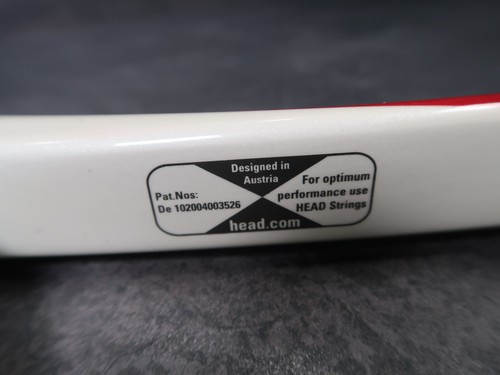 Designed in
Austria
Pat.Nos:
De 102004003526
For optimum
performance use
HEAD Strings
head.com